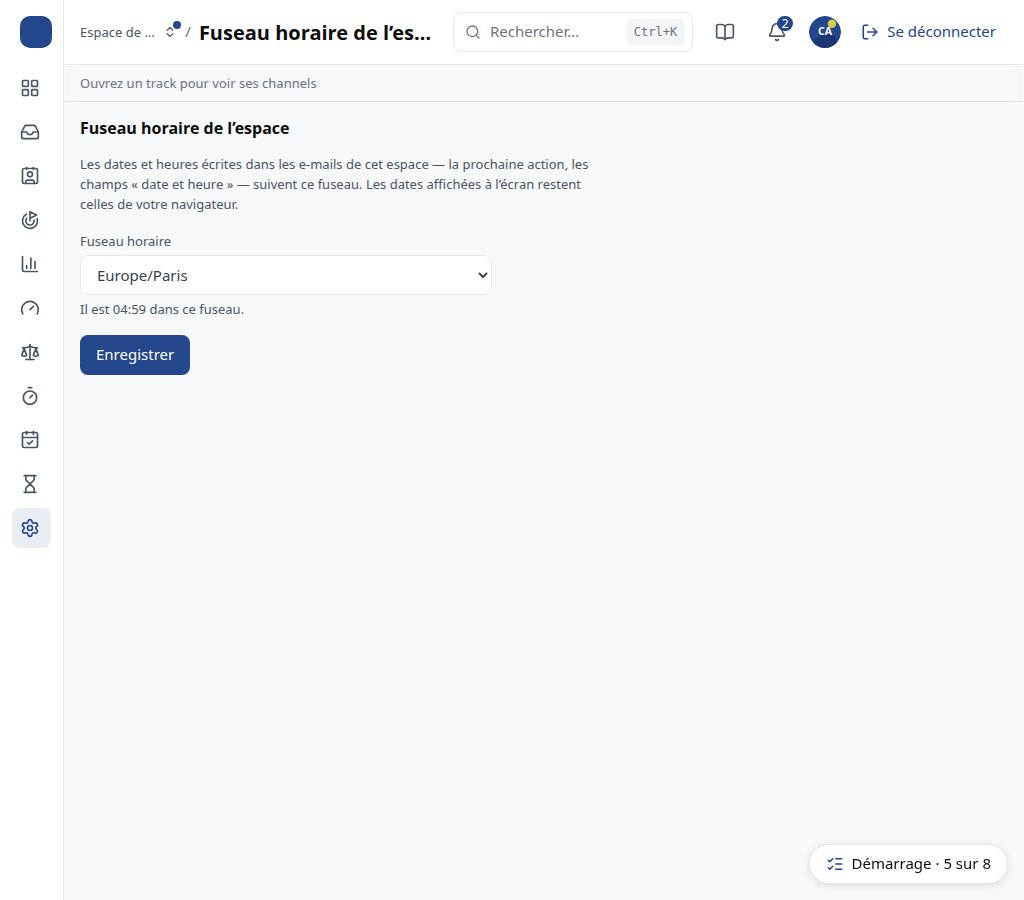 Espace de ...
/
Fuseau horaire de l’es...
Rechercher...
Ctrl+K
2
CA
Se déconnecter
Ouvrez un track pour voir ses channels
Fuseau horaire de l’espace
Les dates et heures écrites dans les e-mails de cet espace — la prochaine action, les
champs « date et heure » — suivent ce fuseau. Les dates affichées à l’écran restent
celles de votre navigateur.
Fuseau horaire
Europe/Paris
Il est 04:59 dans ce fuseau.
Enregistrer
Démarrage · 5 sur 8